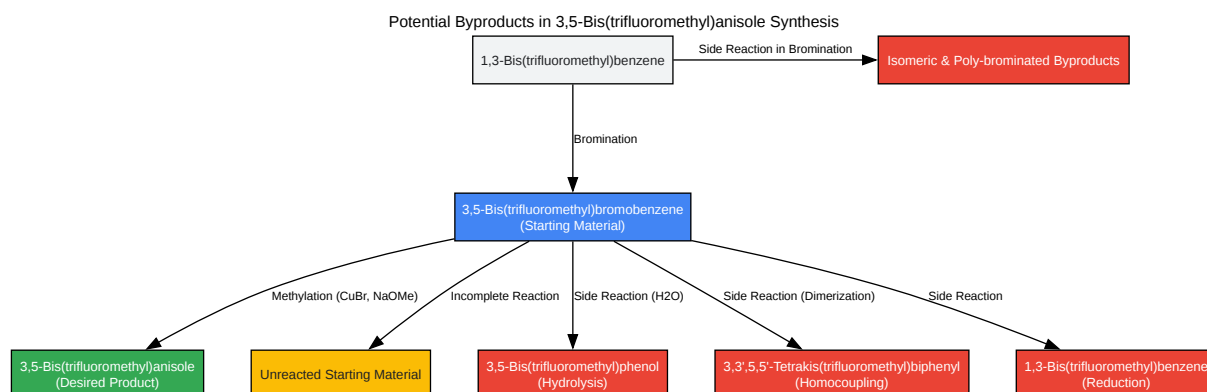 Potential Byproducts in 3,5-Bis(trifluoromethyl)anisole Synthesis
1,3-Bis(trifluoromethyl)benzene
Side Reaction in Bromination
Isomeric & Poly-brominated Byproducts
Bromination
3,5-Bis(trifluoromethyl)bromobenzene
(Starting Material)
Methylation (CuBr, NaOMe)
Incomplete Reaction
Side Reaction (H2O)
Side Reaction (Dimerization)
Side Reaction
3,5-Bis(trifluoromethyl)anisole
(Desired Product)
Unreacted Starting Material
3,5-Bis(trifluoromethyl)phenol
(Hydrolysis)
3,3',5,5'-Tetrakis(trifluoromethyl)biphenyl
(Homocoupling)
1,3-Bis(trifluoromethyl)benzene
(Reduction)